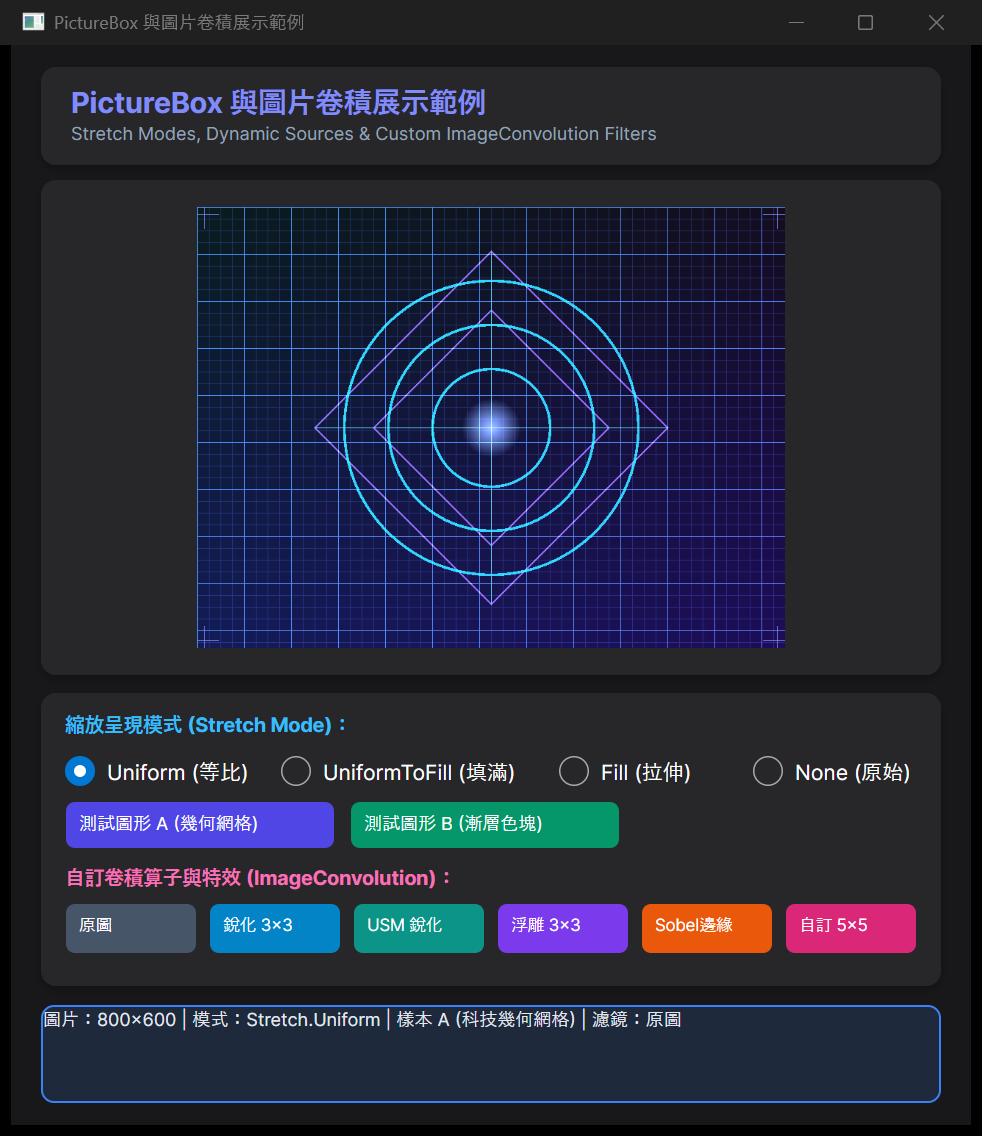 PictureBox 與圖片卷積展示範例
PictureBox 與圖片卷積展示範例
Stretch Modes, Dynamic Sources & Custom ImageConvolution Filters
縮放呈現模式 (Stretch Mode)：
Uniform (等比) UniformToFill (填滿) Fill (拉伸) None (原始)
測試圖形 A (幾何網格) 測試圖形 B (漸層色塊)
自訂卷積算子與特效 (ImageConvolution)：
原圖 銳化 3×3 USM 銳化 浮雕 3×3 Sobel邊緣 自訂 5×5
圖片：800×600 | 模式：Stretch.Uniform | 樣本 A (科技幾何網格) | 濾鏡：原圖